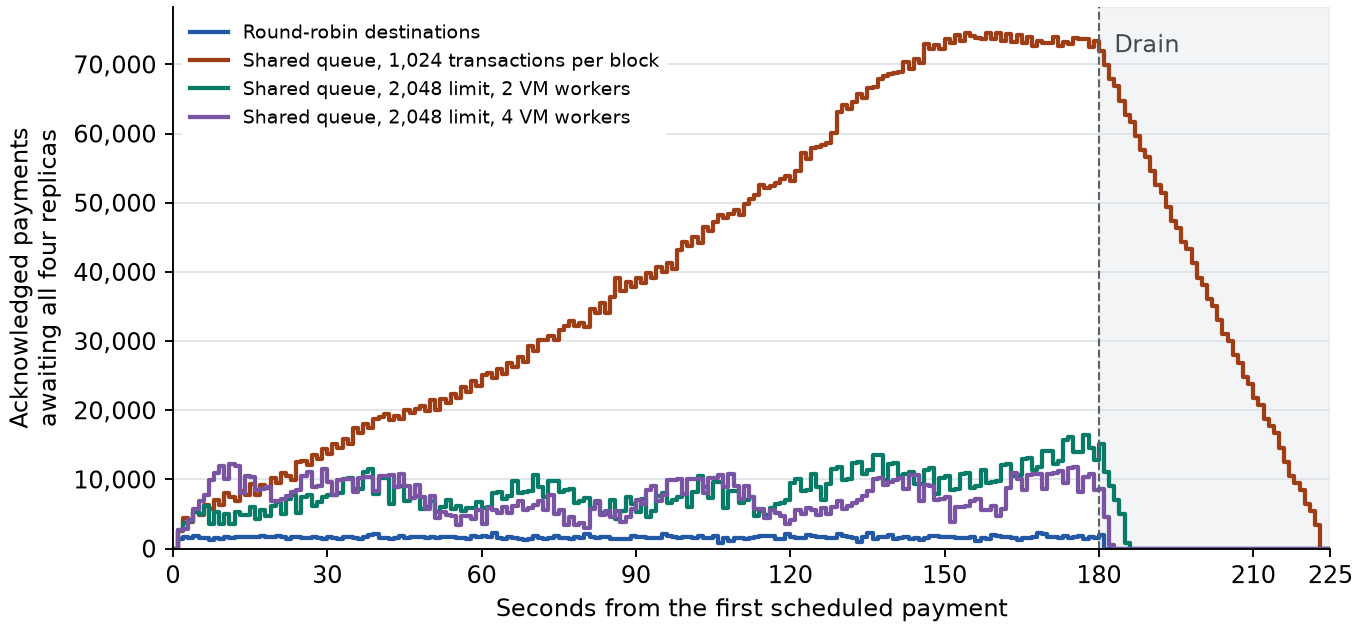 Round-robin destinations
Shared queue, 1,024 transactions per block
Shared queue, 2,048 limit, 2 VM workers
Shared queue, 2,048 limit, 4 VM workers
Drain
Acknowledged payments
awaiting all four replicas
70,000
60,000
50,000
40,000
30,000
20,000
10,000
0
0 30 60 90 120 150 180 210 225
Seconds from the first scheduled payment